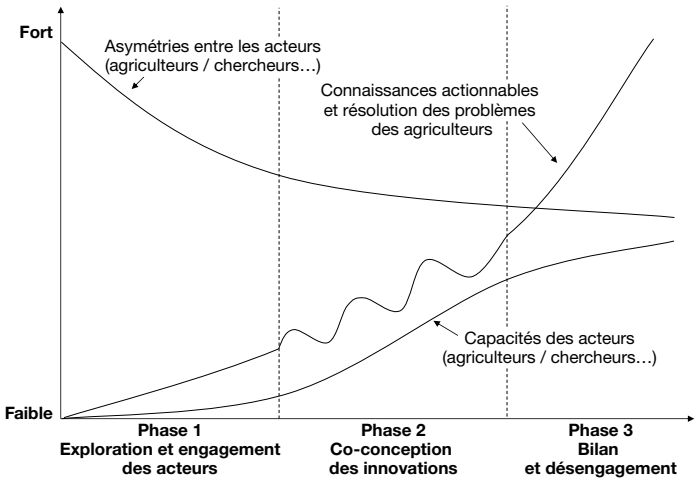 Fort
Asymétries entre les acteurs
(agriculteurs / chercheurs…)
Connaissances actionnables
et résolution des problèmes
des agriculteurs
Capacités des acteurs
(agriculteurs / chercheurs…)
Faible
Phase 1
Exploration et engagement
des acteurs
Phase 2
Co-conception
des innovations
Phase 3
Bilan
et désengagement